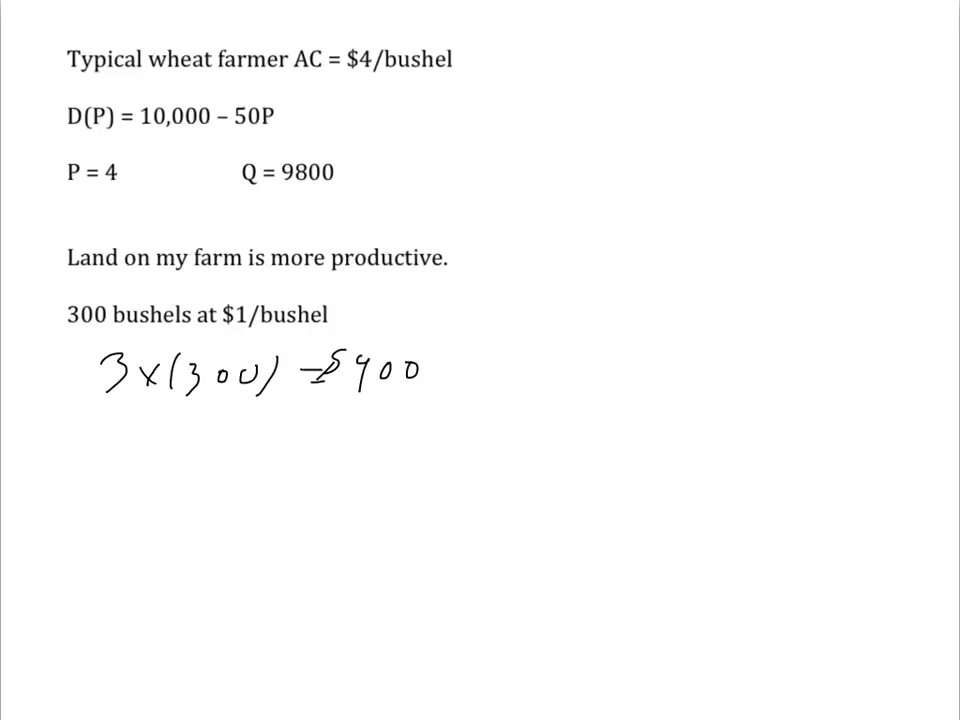 Typical wheat farmer AC = $4/bushel
D(P) = 10,000 – 50P
P = 4 Q = 9800
Land on my farm is more productive.
300 bushels at $1/bushel
3 x (300) = $900